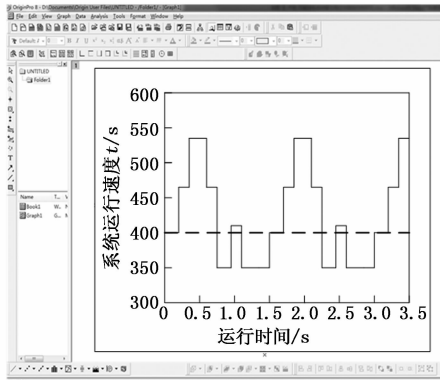 OriginPro 8 - D:\Documents\Origin User Files\UNTITLED - /Folder1/ - [Graph1]
File Edit View Graph Data Analysis Tools Format Window Help
UNTITLED
Folder1
1
600
550
500
450
400
350
300
系统运行速度t/s
0 0.5 1.0 1.5 2.0 2.5 3.0 3.5
运行时间/s
Name
Book1
Graph1